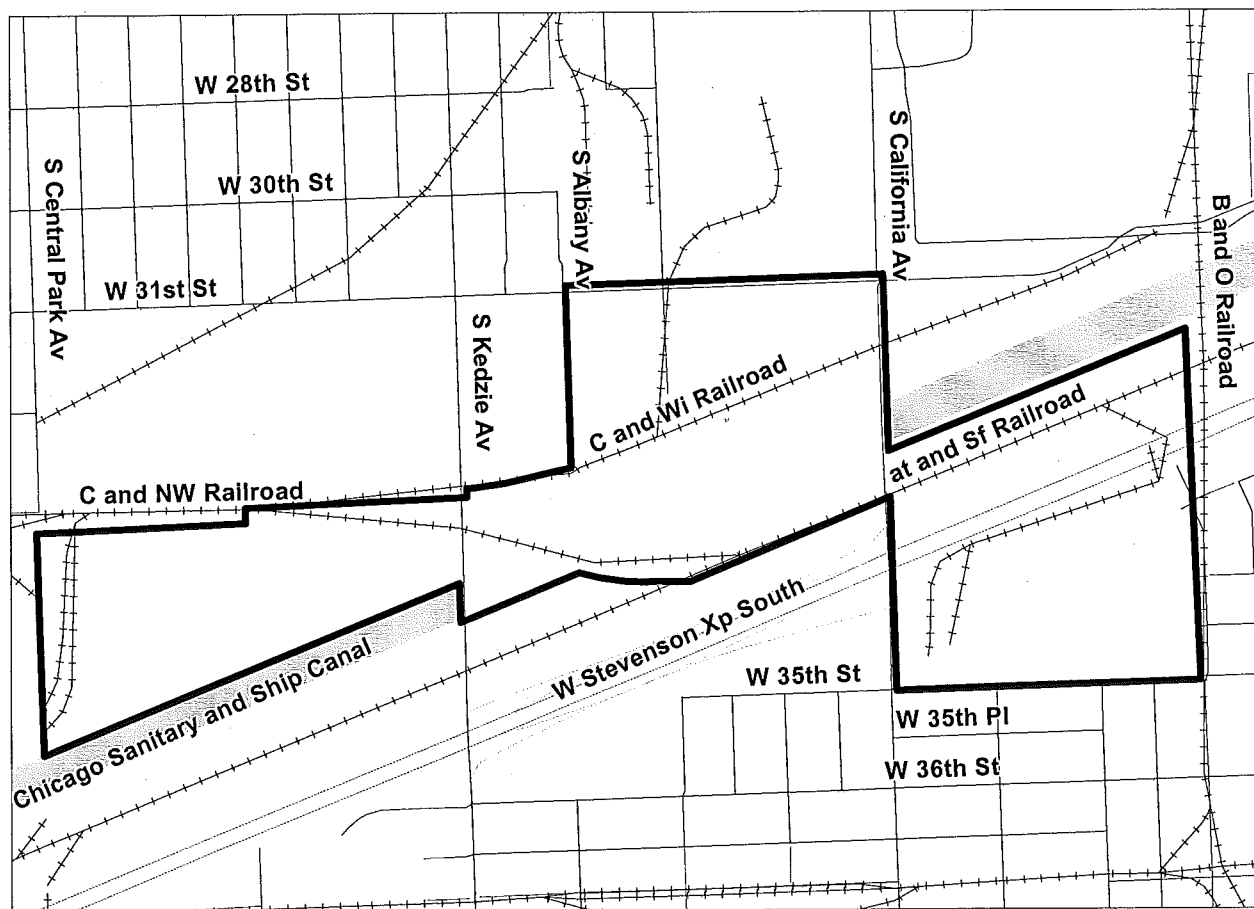 W 28th St
W 30th St
W 31st St
S Central Park Av
S Albany Av
S California Av
B and O Railroad
S Kedzie Av
C and Wi Railroad
at and Sf Railroad
C and NW Railroad
Chicago Sanitary and Ship Canal
W Stevenson Xp South
W 35th St
W 35th Pl
W 36th St